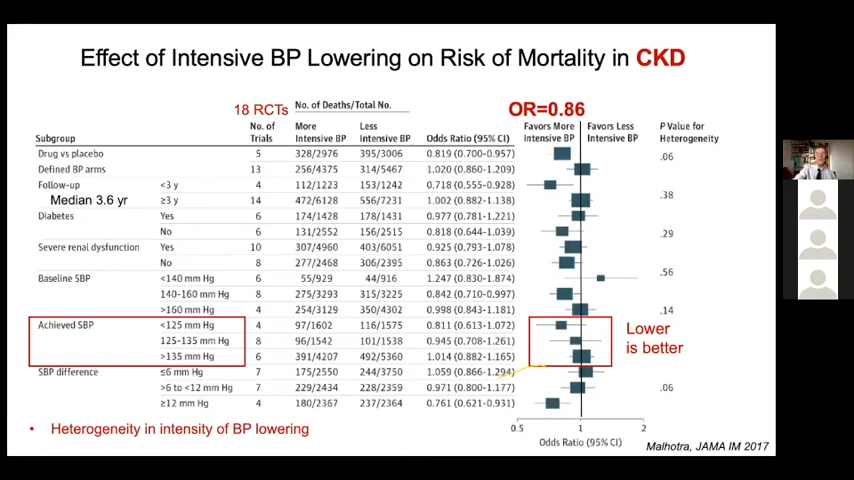 Effect of Intensive BP Lowering on Risk of Mortality in CKD
18 RCTs No. of Deaths/Total No. OR=0.86
Subgroup No. of Trials More Intensive BP Less Intensive BP Odds Ratio (95% CI) Favors More Intensive BP Favors Less Intensive BP P Value for Heterogeneity
Drug vs placebo 5 328/2976 395/3006 0.819 (0.700-0.957) .06
Defined BP arms 13 256/4375 314/5467 1.020 (0.860-1.209)
Follow-up <3 y 4 112/1223 153/1242 0.718 (0.555-0.928) .38
Median 3.6 yr ≥3 y 14 472/6128 556/7231 1.002 (0.882-1.138)
Diabetes Yes 6 174/1428 178/1431 0.977 (0.781-1.221)
No 6 131/2552 156/2515 0.818 (0.644-1.039) .29
Severe renal dysfunction Yes 10 307/4960 403/6051 0.925 (0.793-1.078)
No 8 277/2468 306/2395 0.863 (0.726-1.026) .56
Baseline SBP <140 mm Hg 6 55/929 44/916 1.247 (0.830-1.874)
140-160 mm Hg 8 275/3293 315/3225 0.842 (0.710-0.997)
>160 mm Hg 4 254/3129 350/4302 0.998 (0.843-1.181) .14
Achieved SBP <125 mm Hg 4 97/1602 116/1575 0.811 (0.613-1.072)
125-135 mm Hg 8 96/1542 101/1538 0.945 (0.708-1.261)
>135 mm Hg 6 391/4207 492/5360 1.014 (0.882-1.165)
Lower
is better
SBP difference ≤6 mm Hg 7 175/2550 244/3750 1.059 (0.866-1.294)
>6 to <12 mm Hg 7 229/2434 228/2359 0.971 (0.800-1.177) .06
≥12 mm Hg 4 180/2367 237/2364 0.761 (0.621-0.931)
0.5 1 2
Odds Ratio (95% CI)
• Heterogeneity in intensity of BP lowering
Malhotra, JAMA IM 2017